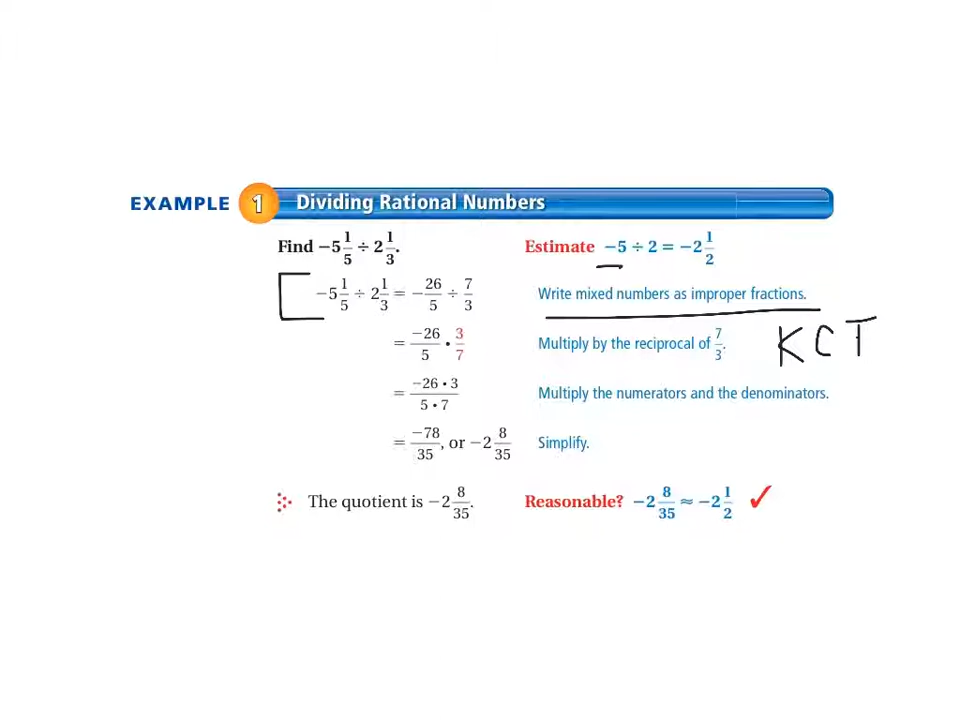 EXAMPLE 1 Dividing Rational Numbers
Find −5 1/5 ÷ 2 1/3. Estimate −5 ÷ 2 = −2 1/2
−5 1/5 ÷ 2 1/3 = −26/5 ÷ 7/3 Write mixed numbers as improper fractions.
= −26/5 • 3/7 Multiply by the reciprocal of 7/3. KCT
= −26 • 3/5 • 7 Multiply the numerators and the denominators.
= −78/35, or −2 8/35 Simplify.
The quotient is −2 8/35. Reasonable? −2 8/35 ≈ −2 1/2 ✓